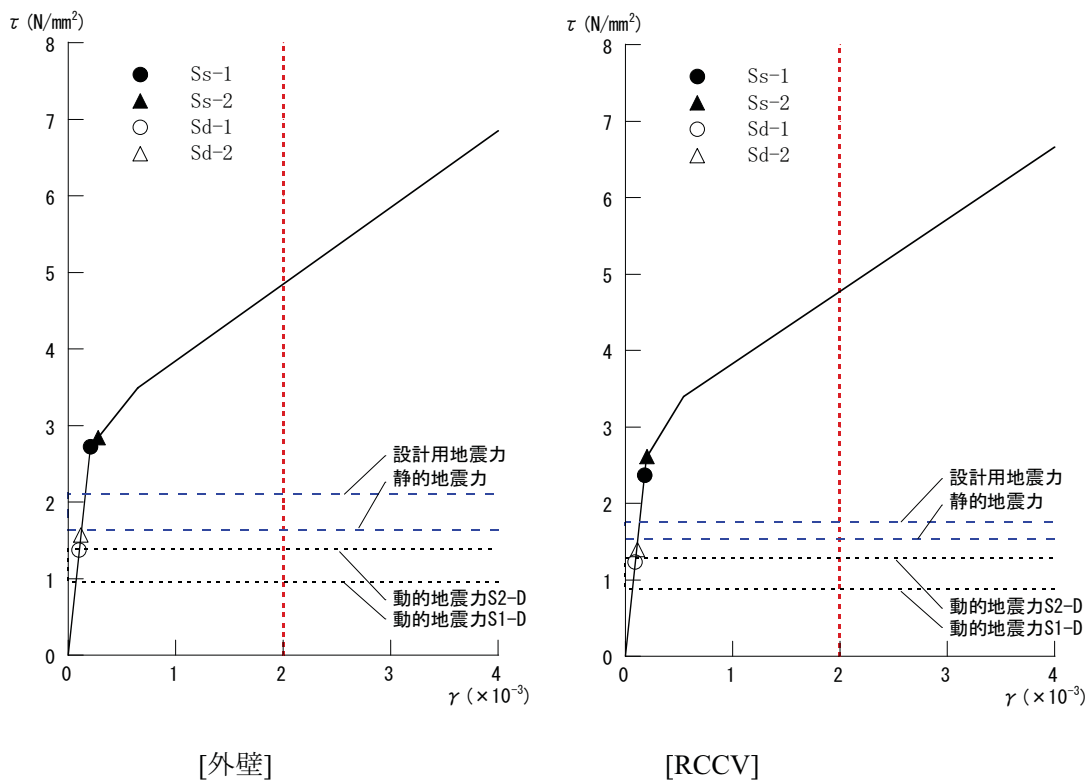 τ (N/mm²)
8
7
6
5
4
3
2
1
0
● Ss-1
▲ Ss-2
○ Sd-1
△ Sd-2
設計用地震力
静的地震力
動的地震力S2-D
動的地震力S1-D
0 1 2 3 4
γ (×10⁻³)
[外壁]
τ (N/mm²)
8
7
6
5
4
3
2
1
0
● Ss-1
▲ Ss-2
○ Sd-1
△ Sd-2
設計用地震力
静的地震力
動的地震力S2-D
動的地震力S1-D
0 1 2 3 4
γ (×10⁻³)
[RCCV]